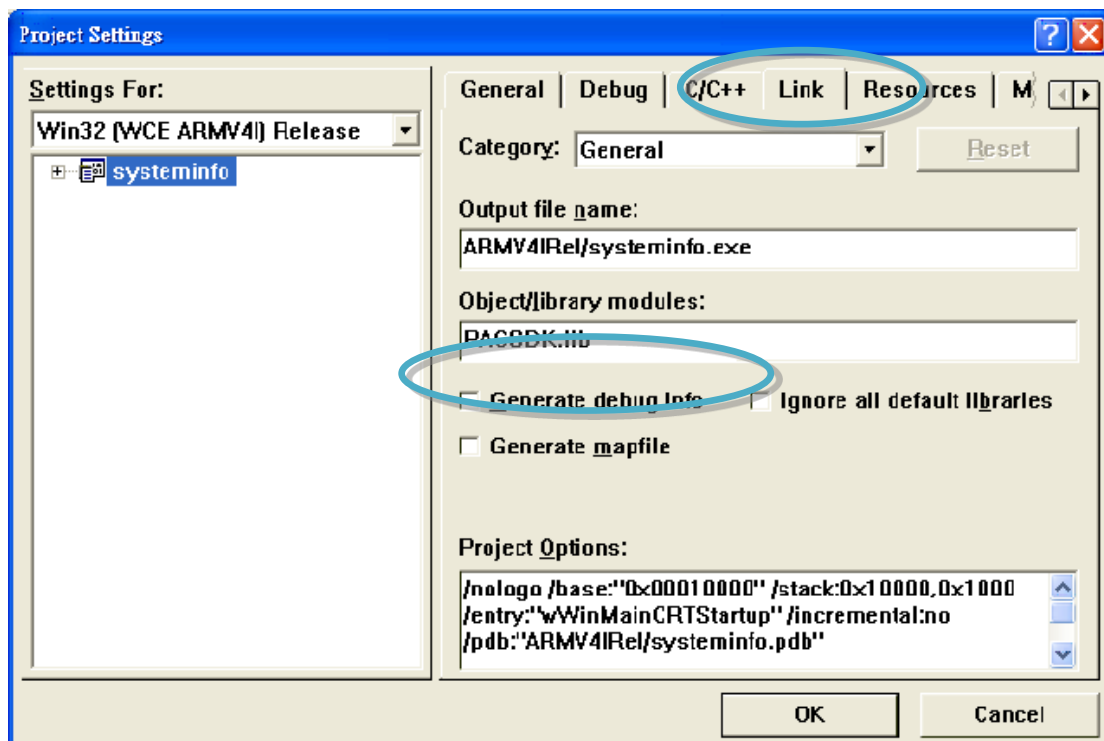 Project Settings
Settings For:
Win32 (WCE ARMV4I) Release
systeminfo
General Debug C/C++ Link Resources M
Category: General Reset
Output file name:
ARMV4IRel/systeminfo.exe
Object/library modules:
PACSDK.lib
Generate debug info Ignore all default libraries
Generate mapfile
Project Options:
/nologo /base:"0x00010000" /stack:0x10000,0x1000
/entry:"wWinMainCRTStartup" /incremental:no
/pdb:"ARMV4IRel/systeminfo.pdb"
OK Cancel